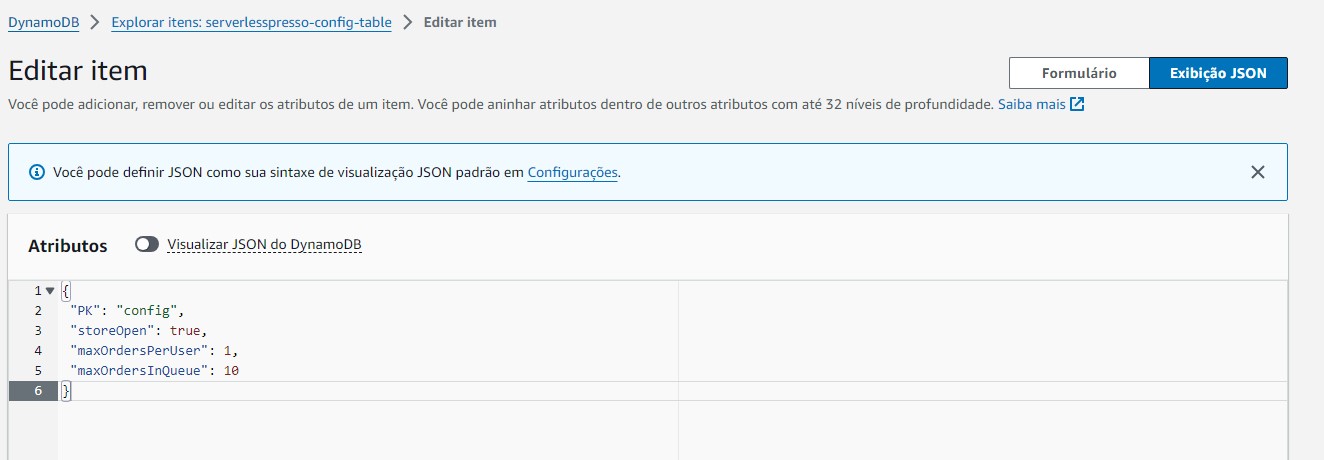 DynamoDB > Explorar itens: serverlesspresso-config-table > Editar item
Editar item
Formulário
Exibição JSON
Você pode adicionar, remover ou editar os atributos de um item. Você pode aninhar atributos dentro de outros atributos com até 32 níveis de profundidade. Saiba mais
Você pode definir JSON como sua sintaxe de visualização JSON padrão em Configurações.
Atributos
Visualizar JSON do DynamoDB
1 {
2 "PK": "config",
3 "storeOpen": true,
4 "maxOrdersPerUser": 1,
5 "maxOrdersInQueue": 10
6 }